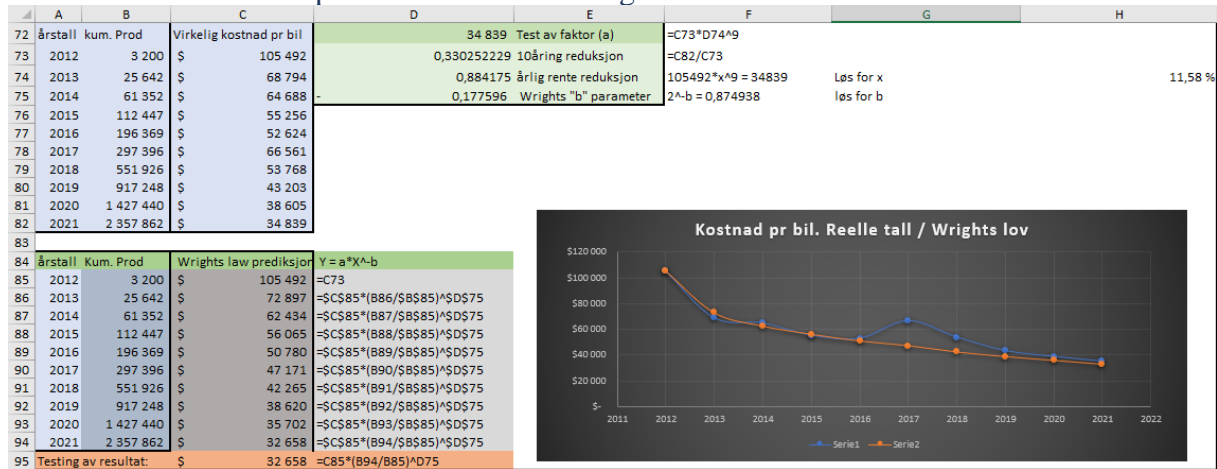 A B C D E F G H
72 årstall kum. Prod Virkelig kostnad pr bil 34 839 Test av faktor (a) =C73*D74^9
73 2012 3 200 $ 105 492 0,330252229 10åring reduksjon =C82/C73
74 2013 25 642 $ 68 794 0,884175 årlig rente reduksjon 105492*x^9 = 34839 Løs for x 11,58 %
75 2014 61 352 $ 64 688 - 0,177596 Wrights "b" parameter 2^-b = 0,874938 løs for b
76 2015 112 447 $ 55 256
77 2016 196 369 $ 52 624
78 2017 297 396 $ 66 561
79 2018 551 926 $ 53 768
80 2019 917 248 $ 43 203
81 2020 1 427 440 $ 38 605
82 2021 2 357 862 $ 34 839
83
84 årstall Kum. Prod Wrights law prediksjor Y = a*X^-b
85 2012 3 200 $ 105 492 =C73
86 2013 25 642 $ 72 897 =$C$85*(B86/$B$85)^$D$75
87 2014 61 352 $ 62 434 =$C$85*(B87/$B$85)^$D$75
88 2015 112 447 $ 56 065 =$C$85*(B88/$B$85)^$D$75
89 2016 196 369 $ 50 780 =$C$85*(B89/$B$85)^$D$75
90 2017 297 396 $ 47 171 =$C$85*(B90/$B$85)^$D$75
91 2018 551 926 $ 42 265 =$C$85*(B91/$B$85)^$D$75
92 2019 917 248 $ 38 620 =$C$85*(B92/$B$85)^$D$75
93 2020 1 427 440 $ 35 702 =$C$85*(B93/$B$85)^$D$75
94 2021 2 357 862 $ 32 658 =$C$85*(B94/$B$85)^$D$75
95 Testing av resultat: $ 32 658 =C85*(B94/B85)^D75
Kostnad pr bil. Reelle tall / Wrights lov
$120 000
$100 000
$80 000
$60 000
$40 000
$20 000
$-
2011 2012 2013 2014 2015 2016 2017 2018 2019 2020 2021 2022
Serie1 Serie2